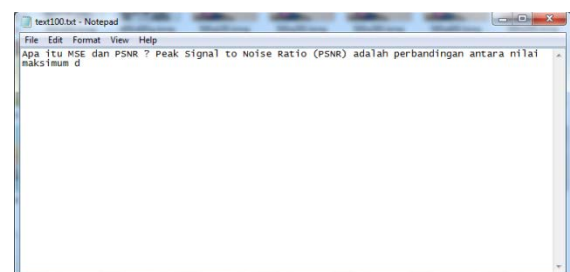 text100.txt - Notepad
File Edit Format View Help
Apa itu MSE dan PSNR ? Peak Signal to Noise Ratio (PSNR) adalah perbandingan antara nilai
maksimum d